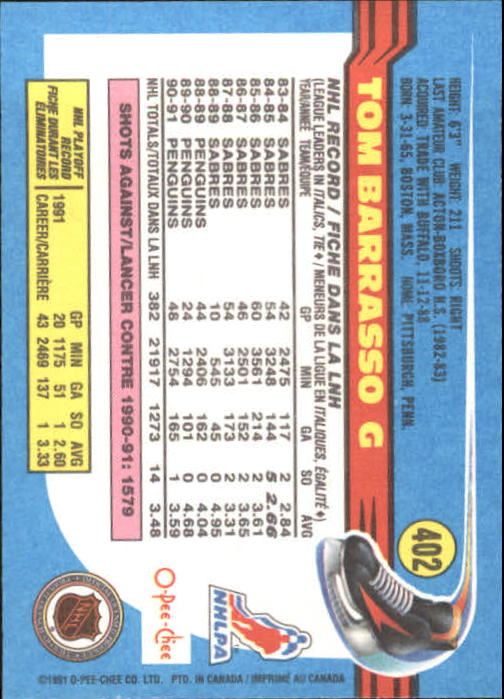 402
TOM BARRASSO G
HEIGHT: 6'3" WEIGHT: 211 SHOOTS: RIGHT
LAST AMATEUR CLUB: ACTON-BOXBORO H.S. (1982-83)
ACQUIRED: TRADE WITH BUFFALO, 11-12-88
BORN: 3-31-65, BOSTON, MASS. HOME: PITTSBURGH, PENN.
NHL RECORD / FICHE DANS LA LNH
(LEAGUE LEADERS IN ITALICS, TIE♦ / MENEURS DE LA LIGUE EN ITALIQUES, ÉGALITÉ♦)
YEAR/ANNÉE TEAM/EQUIPE GP MIN GA SO AVG
83-84 SABRES 42 2475 117 2 2.84
84-85 SABRES 54 3248 144 5 2.66
85-86 SABRES 60 3561 214 2 3.61
86-87 SABRES 46 2501 152 2 3.65
87-88 SABRES 54 3133 173 2 3.31
88-89 SABRES 10 545 45 0 4.95
88-89 PENGUINS 44 2406 162 0 4.04
89-90 PENGUINS 24 1294 101 0 4.68
90-91 PENGUINS 48 2754 165 1 3.59
NHL TOTALS/TOTAUX DANS LA LNH 382 21917 1273 14 3.48
SHOTS AGAINST/LANCER CONTRE 1990-91: 1579
NHL PLAYOFF RECORD
FICHE DURANT LES ÉLIMINATOIRES
GP MIN GA SO AVG
1991 20 1175 51 1 2.60
CAREER/CARRIÈRE 43 2469 137 1 3.33
NHLPA
O-Pee-Chee
NHL
©1991 O-PEE-CHEE CO. LTD. PTD. IN CANADA / IMPRIMÉ AU CANADA